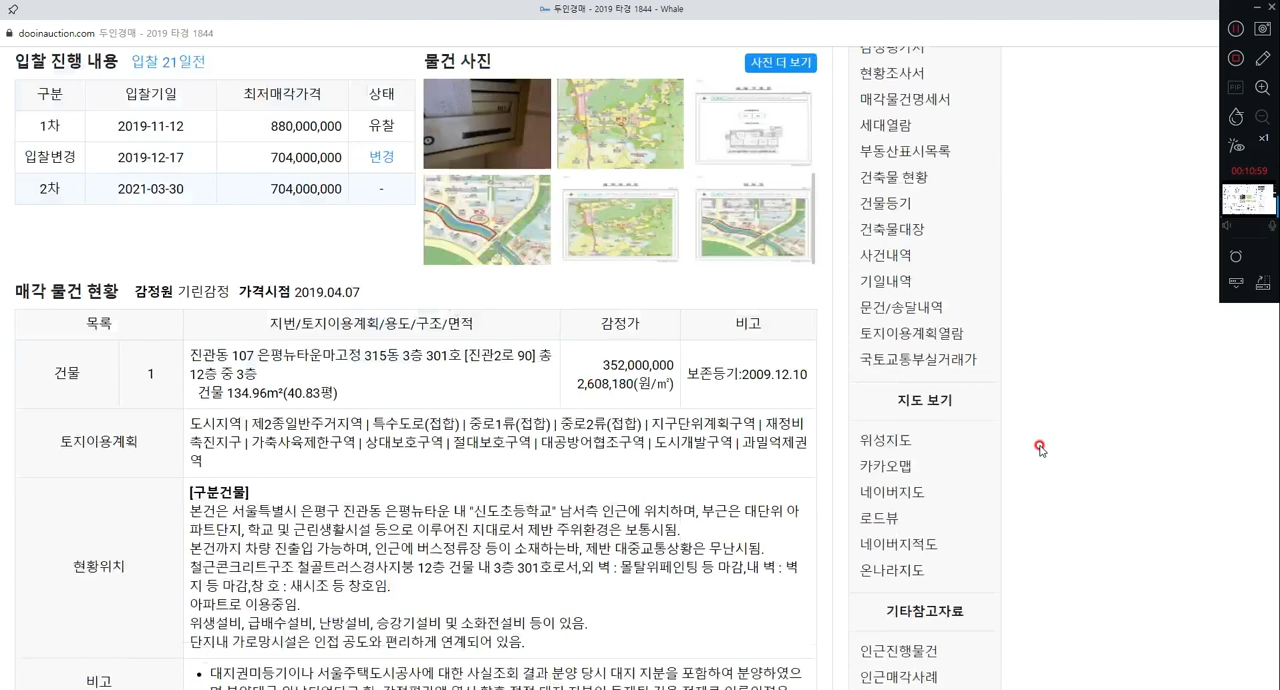 두인경매 - 2019 타경 1844 - Whale
dooinauction.com 두인경매 - 2019 타경 1844
입찰 진행 내용 입찰 21일전
구분 입찰기일 최저매각가격 상태
1차 2019-11-12 880,000,000 유찰
입찰변경 2019-12-17 704,000,000 변경
2차 2021-03-30 704,000,000 -
물건 사진 사진 더 보기
매각 물건 현황 감정원 기린감정 가격시점 2019.04.07
목록 지번/토지이용계획/용도/구조/면적 감정가 비고
건물 1
진관동 107 은평뉴타운마고정 315동 3층 301호 [진관2로 90] 총
12층 중 3층
건물 134.96m²(40.83평)
352,000,000
2,608,180(원/㎡)
보존등기:2009.12.10
토지이용계획
도시지역 | 제2종일반주거지역 | 특수도로(접합) | 중로1류(접합) | 중로2류(접합) | 지구단위계획구역 | 재정비
촉진지구 | 가축사육제한구역 | 상대보호구역 | 절대보호구역 | 대공방어협조구역 | 도시개발구역 | 과밀억제권
역
현황위치
[구분건물]
본건은 서울특별시 은평구 진관동 은평뉴타운 내 "신도초등학교" 남서측 인근에 위치하며, 부근은 대단위 아
파트단지, 학교 및 근린생활시설 등으로 이루어진 지대로서 제반 주위환경은 보통시됨.
본건까지 차량 진출입 가능하며, 인근에 버스정류장 등이 소재하는바, 제반 대중교통상황은 무난시됨.
철근콘크리트구조 철골트러스경사지붕 12층 건물 내 3층 301호로서,외 벽 : 몰탈위페인팅 등 마감,내 벽 : 벽
지 등 마감,창 호 : 새시조 등 창호임.
아파트로 이용중임.
위생설비, 급배수설비, 난방설비, 승강기설비 및 소화전설비 등이 있음.
단지내 가로망시설은 인접 공도와 편리하게 연계되어 있음.
비고
• 대지권미등기이나 서울주택도시공사에 대한 사실조회 결과 분양 당시 대지 지분을 포함하여 분양하였으
감정평가서
현황조사서
매각물건명세서
세대열람
부동산표시목록
건축물 현황
건물등기
건축물대장
사건내역
기일내역
문건/송달내역
토지이용계획열람
국토교통부실거래가
지도 보기
위성지도
카카오맵
네이버지도
로드뷰
네이버지적도
온나라지도
기타참고자료
인근진행물건
인근매각사례
PIP
x1
00:10:59